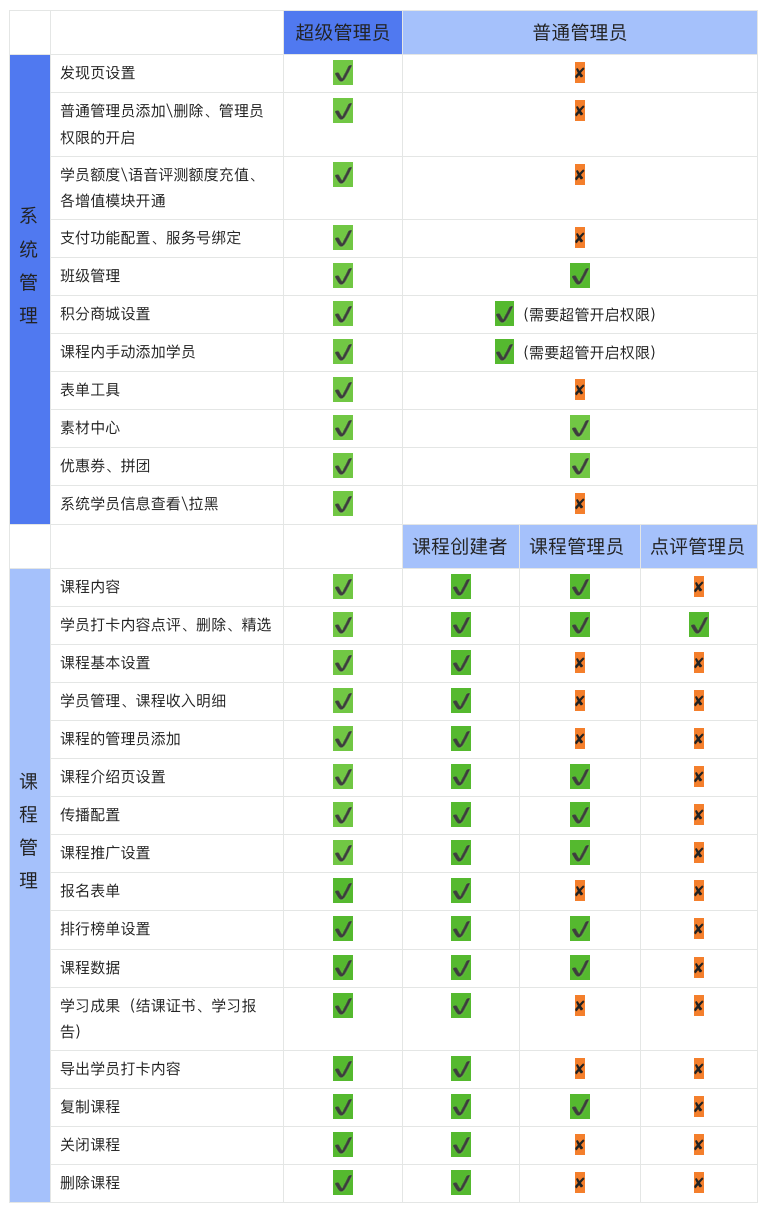 超级管理员 普通管理员
系统管理
发现页设置 ✔ ✘
普通管理员添加\删除、管理员 ✔ ✘
权限的开启
学员额度\语音评测额度充值、 ✔ ✘
各增值模块开通
支付功能配置、服务号绑定 ✔ ✘
班级管理 ✔ ✔
积分商城设置 ✔ ✔ (需要超管开启权限)
课程内手动添加学员 ✔ ✔ (需要超管开启权限)
表单工具 ✔ ✘
素材中心 ✔ ✔
优惠券、拼团 ✔ ✔
系统学员信息查看\拉黑 ✔ ✘
课程创建者 课程管理员 点评管理员
课程管理
课程内容 ✔ ✔ ✔ ✘
学员打卡内容点评、删除、精选 ✔ ✔ ✔ ✔
课程基本设置 ✔ ✔ ✘ ✘
学员管理、课程收入明细 ✔ ✔ ✘ ✘
课程的管理员添加 ✔ ✔ ✘ ✘
课程介绍页设置 ✔ ✔ ✔ ✘
传播配置 ✔ ✔ ✔ ✘
课程推广设置 ✔ ✔ ✔ ✘
报名表单 ✔ ✔ ✘ ✘
排行榜单设置 ✔ ✔ ✔ ✘
课程数据 ✔ ✔ ✔ ✘
学习成果（结课证书、学习报 ✔ ✔ ✘ ✘
告）
导出学员打卡内容 ✔ ✔ ✘ ✘
复制课程 ✔ ✔ ✔ ✘
关闭课程 ✔ ✔ ✘ ✘
删除课程 ✔ ✔ ✘ ✘